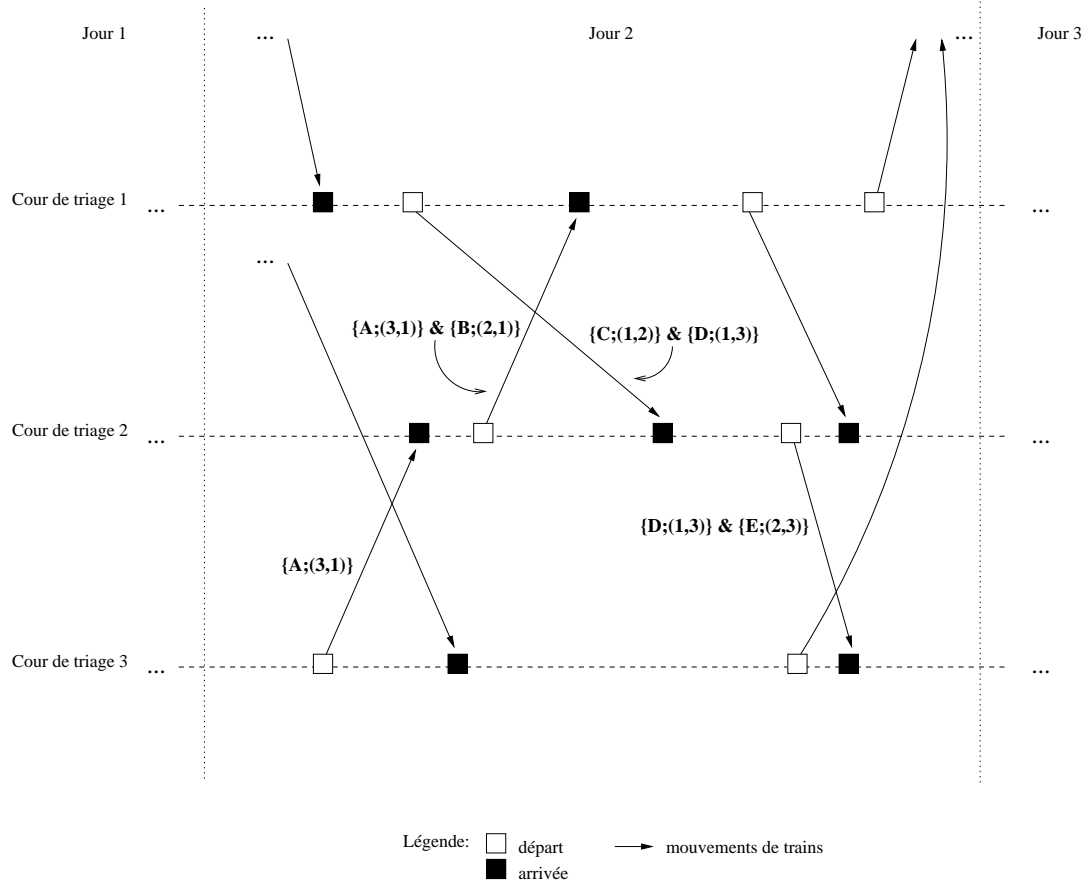 Jour 1
...
Jour 2
...
Jour 3
Cour de triage 1
...
...
...
{A;(3,1)} & {B;(2,1)}
{C;(1,2)} & {D;(1,3)}
Cour de triage 2
...
...
{D;(1,3)} & {E;(2,3)}
{A;(3,1)}
Cour de triage 3
...
...
Légende:
départ
mouvements de trains
arrivée